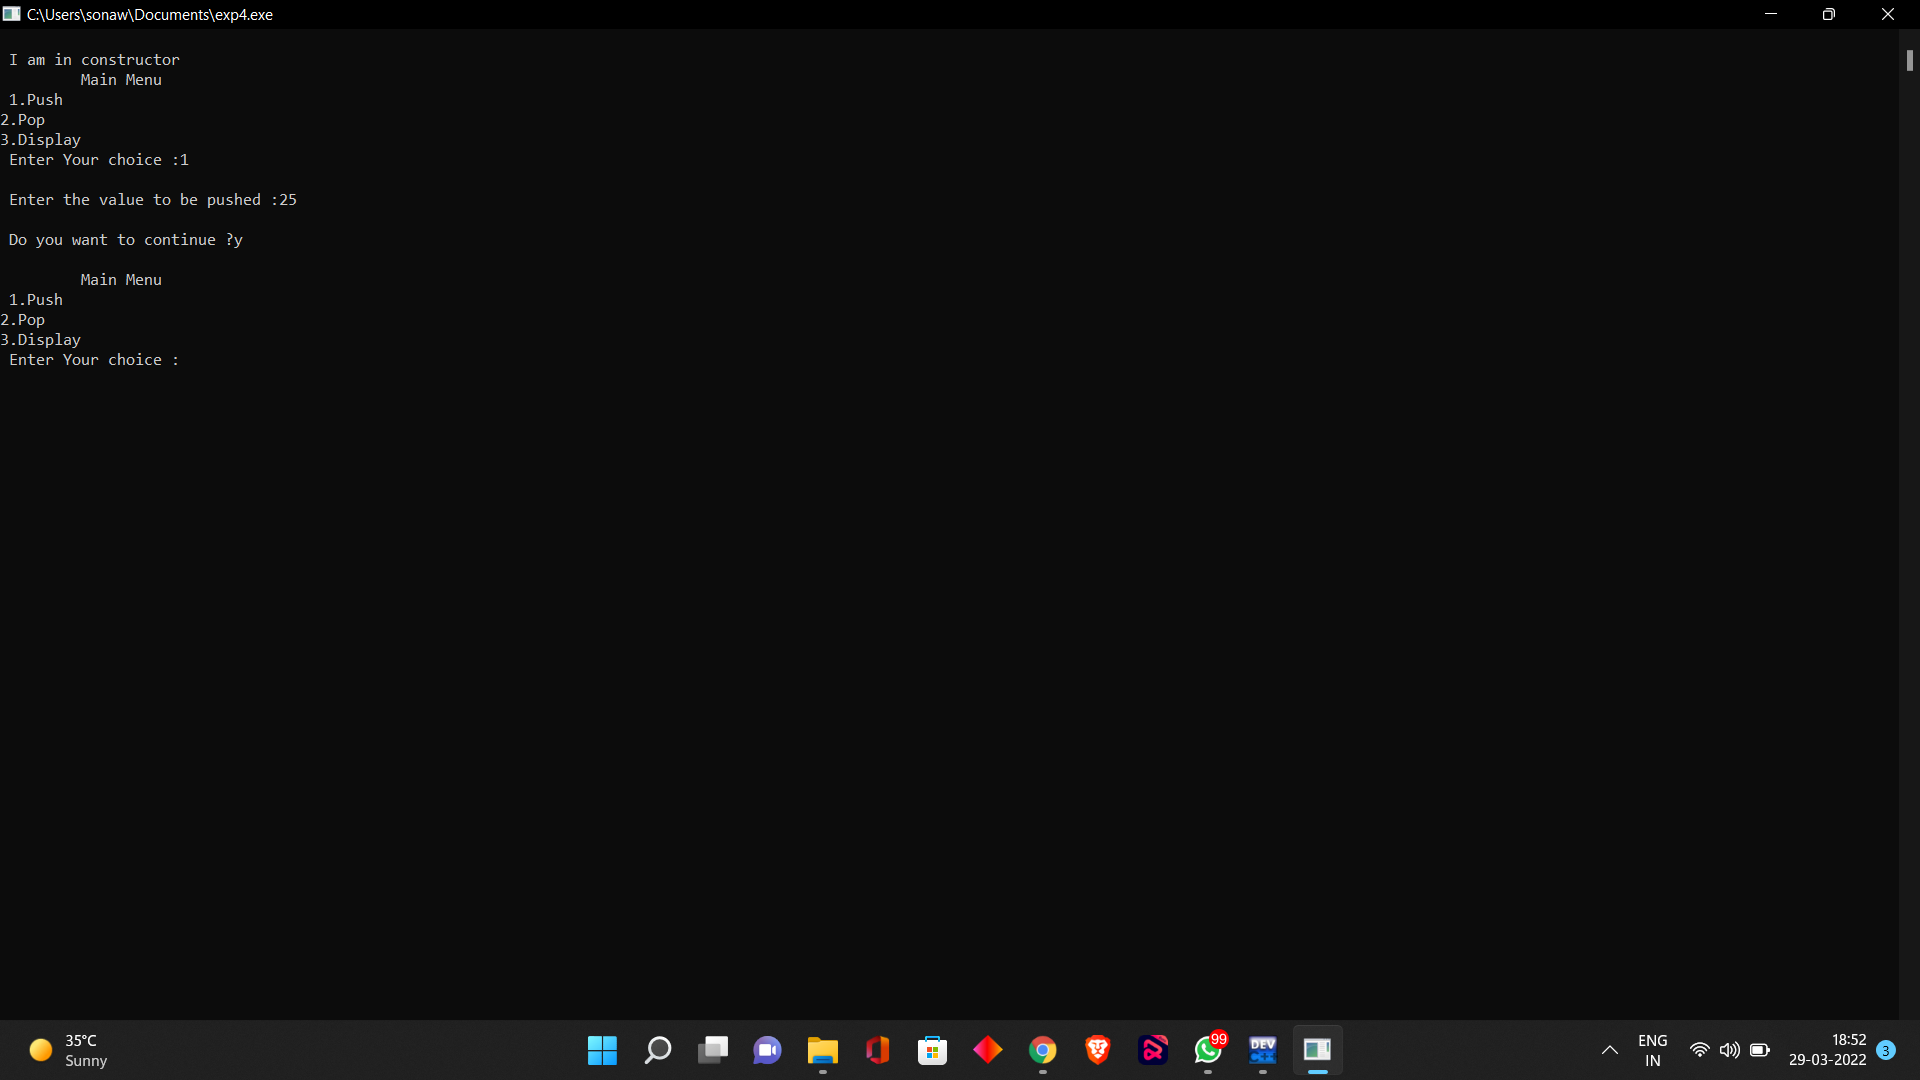 C:\Users\sonaw\Documents\exp4.exe
I am in constructor
Main Menu
1.Push
2.Pop
3.Display
Enter Your choice :1
Enter the value to be pushed :25
Do you want to continue ?y
Main Menu
1.Push
2.Pop
3.Display
Enter Your choice :
35°C
Sunny
99
DEV
C++
ENG
IN
18:52
29-03-2022
3